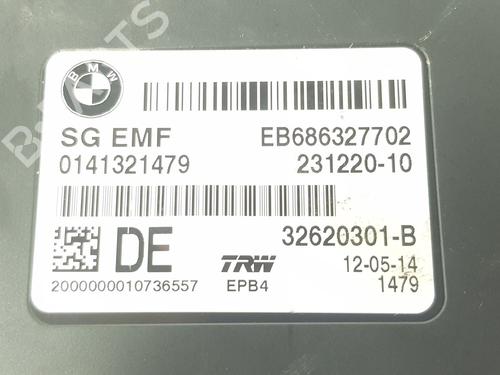 BMW
SG EMF
EB686327702
0141321479
231220-10
32620301-B
DE
TRW
12-05-14
2000000010736557
EPB4
1479